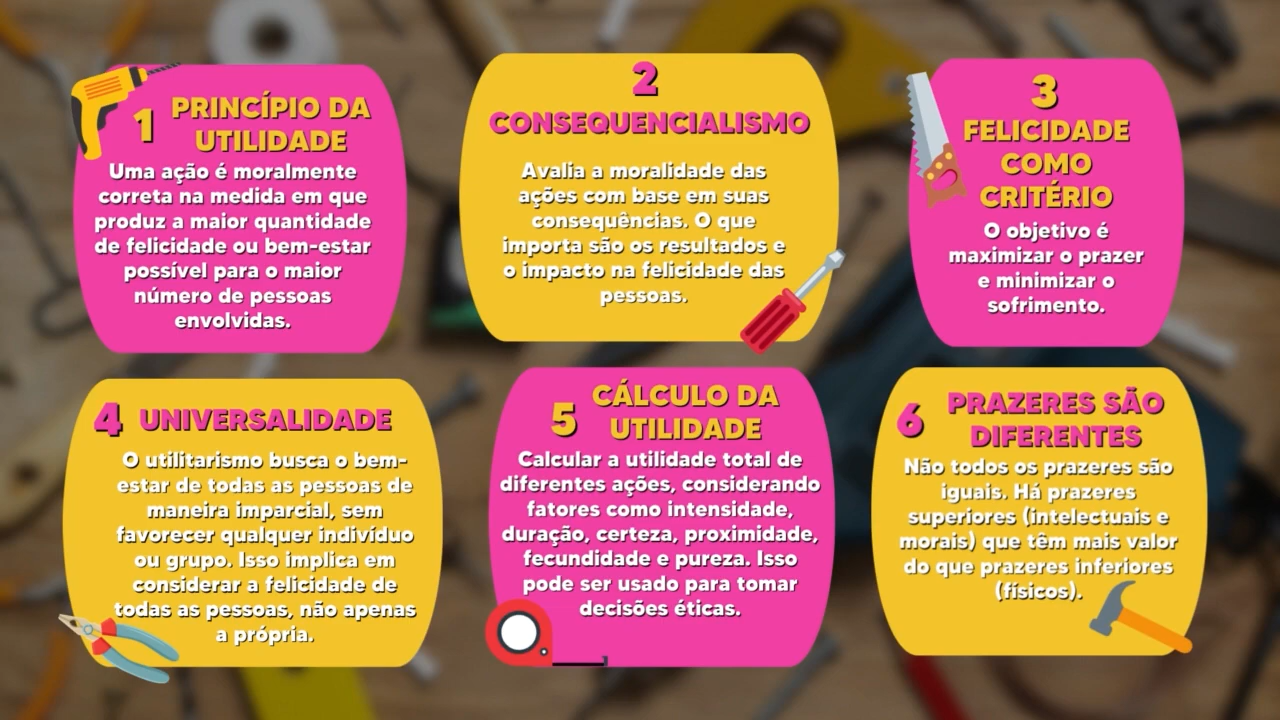 1
PRINCÍPIO DA
UTILIDADE
Uma ação é moralmente
correta na medida em que
produz a maior quantidade
de felicidade ou bem-estar
possível para o maior
número de pessoas
envolvidas.
2
CONSEQUENCIALISMO
Avalia a moralidade das
ações com base em suas
consequências. O que
importa são os resultados e
o impacto na felicidade das
pessoas.
3
FELICIDADE
COMO
CRITÉRIO
O objetivo é
maximizar o prazer
e minimizar o
sofrimento.
4 UNIVERSALIDADE
O utilitarismo busca o bem-
estar de todas as pessoas de
maneira imparcial, sem
favorecer qualquer indivíduo
ou grupo. Isso implica em
considerar a felicidade de
todas as pessoas, não apenas
a própria.
5
CÁLCULO DA
UTILIDADE
Calcular a utilidade total de
diferentes ações, considerando
fatores como intensidade,
duração, certeza, proximidade,
fecundidade e pureza. Isso
pode ser usado para tomar
decisões éticas.
6
PRAZERES SÃO
DIFERENTES
Não todos os prazeres são
iguais. Há prazeres
superiores (intelectuais e
morais) que têm mais valor
do que prazeres inferiores
(físicos).